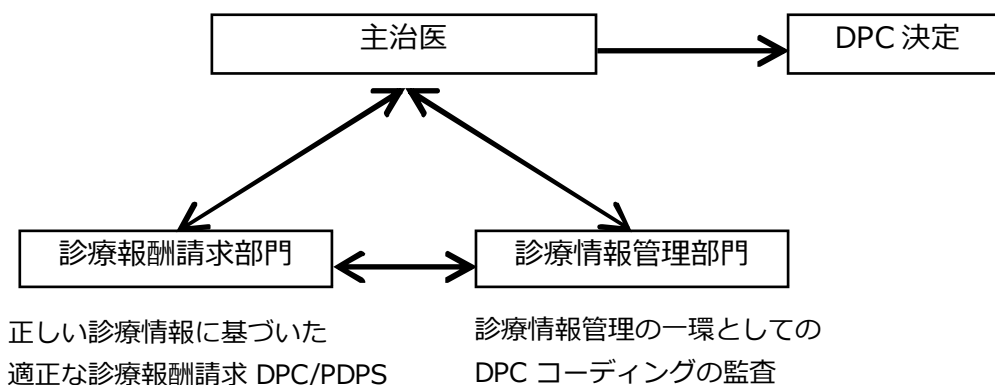 主治医
DPC 決定
診療報酬請求部門
診療情報管理部門
正しい診療情報に基づいた
適正な診療報酬請求 DPC/PDPS
診療情報管理の一環としての
DPC コーディングの監査